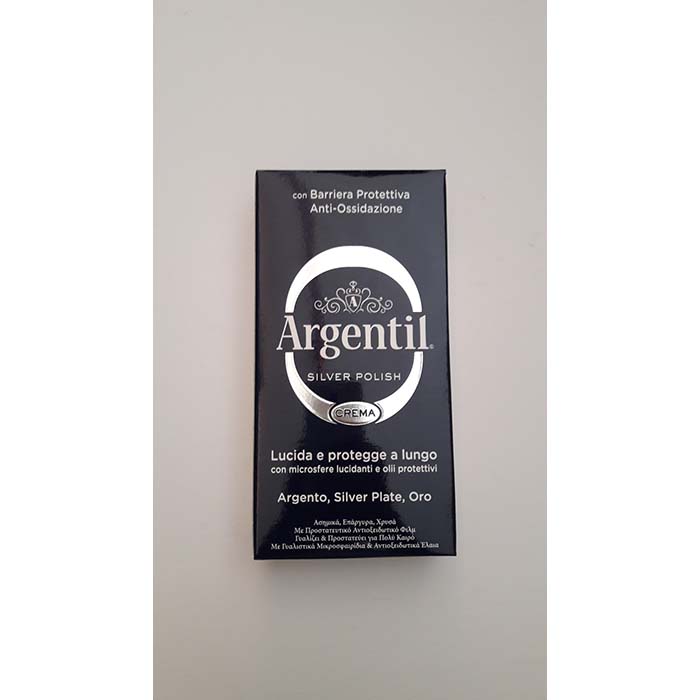 con Barriera Protettiva
Anti-Ossidazione
A
Argentil®
SILVER POLISH
CREMA
Lucida e protegge a lungo
con microsfere lucidanti e olii protettivi
Argento, Silver Plate, Oro
Ασημικά, Επάργυρα, Χρυσά
Με Προστατευτικό Αντιοξειδωτικό Φιλμ
Γυαλίζει & Προστατεύει για Πολύ Καιρό
Με Γυαλιστικά Μικροσφαιρίδια & Αντιοξειδωτικά Έλαια